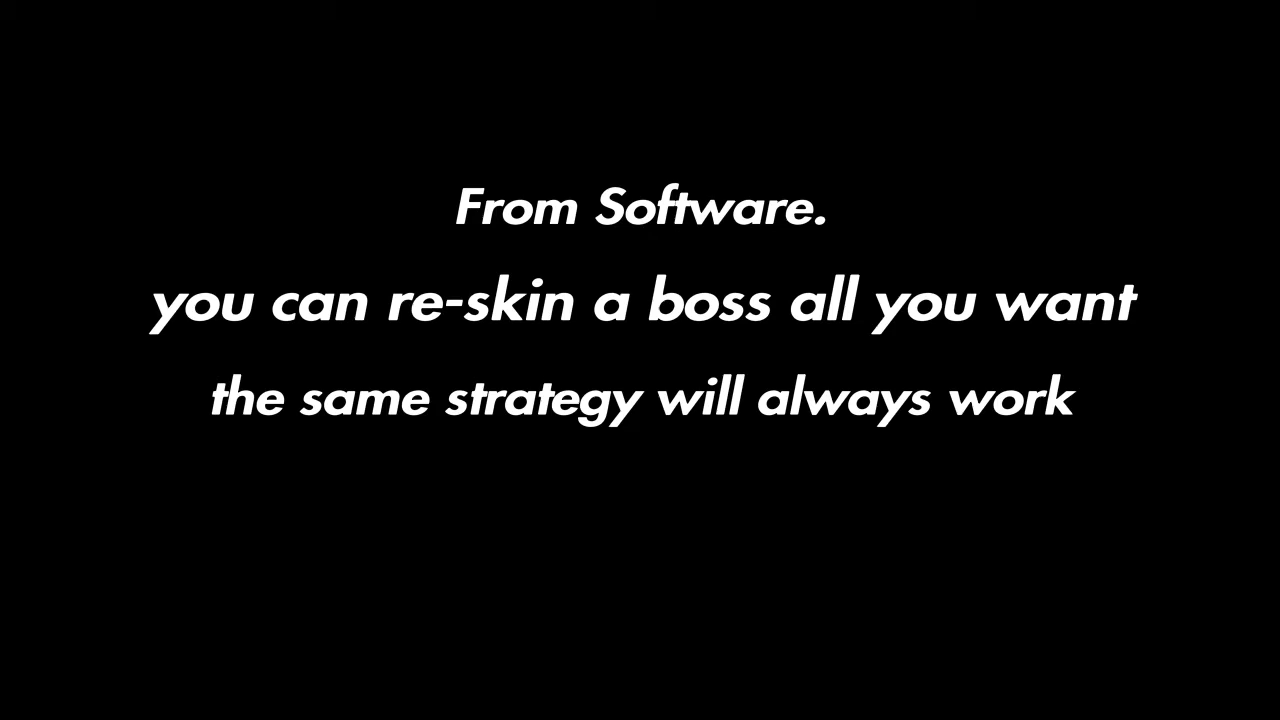 From Software.
you can re-skin a boss all you want
the same strategy will always work